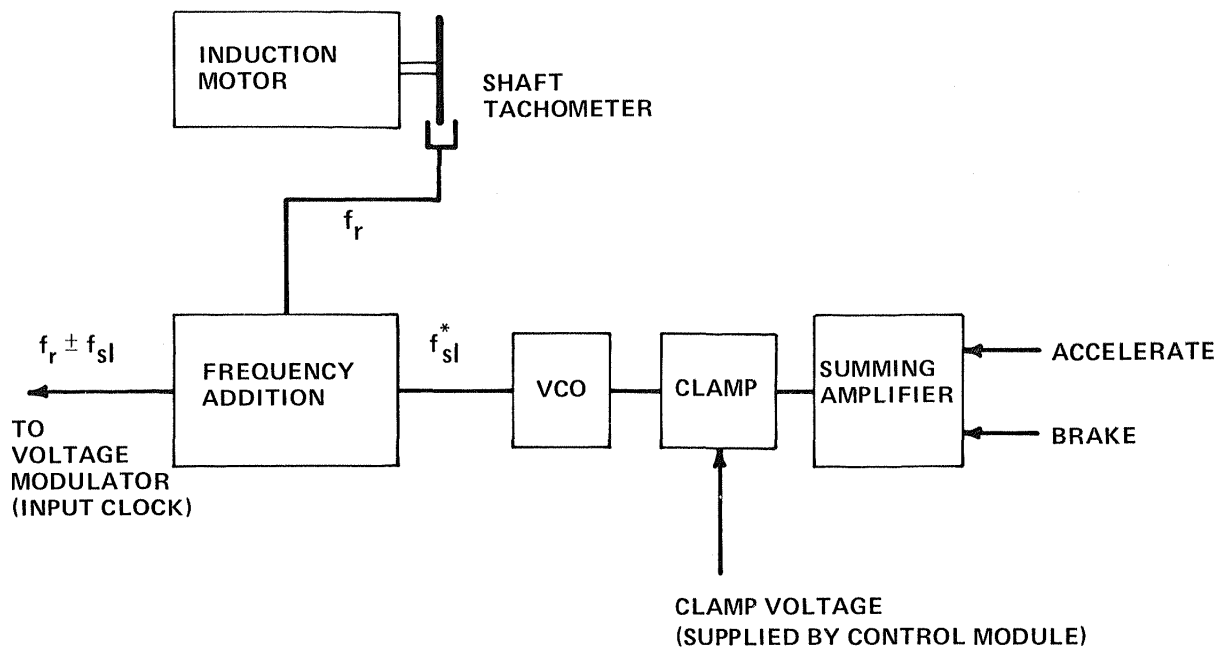 INDUCTION
MOTOR
SHAFT
TACHOMETER
f_r
f_r ± f_sl
FREQUENCY
ADDITION
f*_sl
VCO
CLAMP
SUMMING
AMPLIFIER
ACCELERATE
BRAKE
TO
VOLTAGE
MODULATOR
(INPUT CLOCK)
CLAMP VOLTAGE
(SUPPLIED BY CONTROL MODULE)